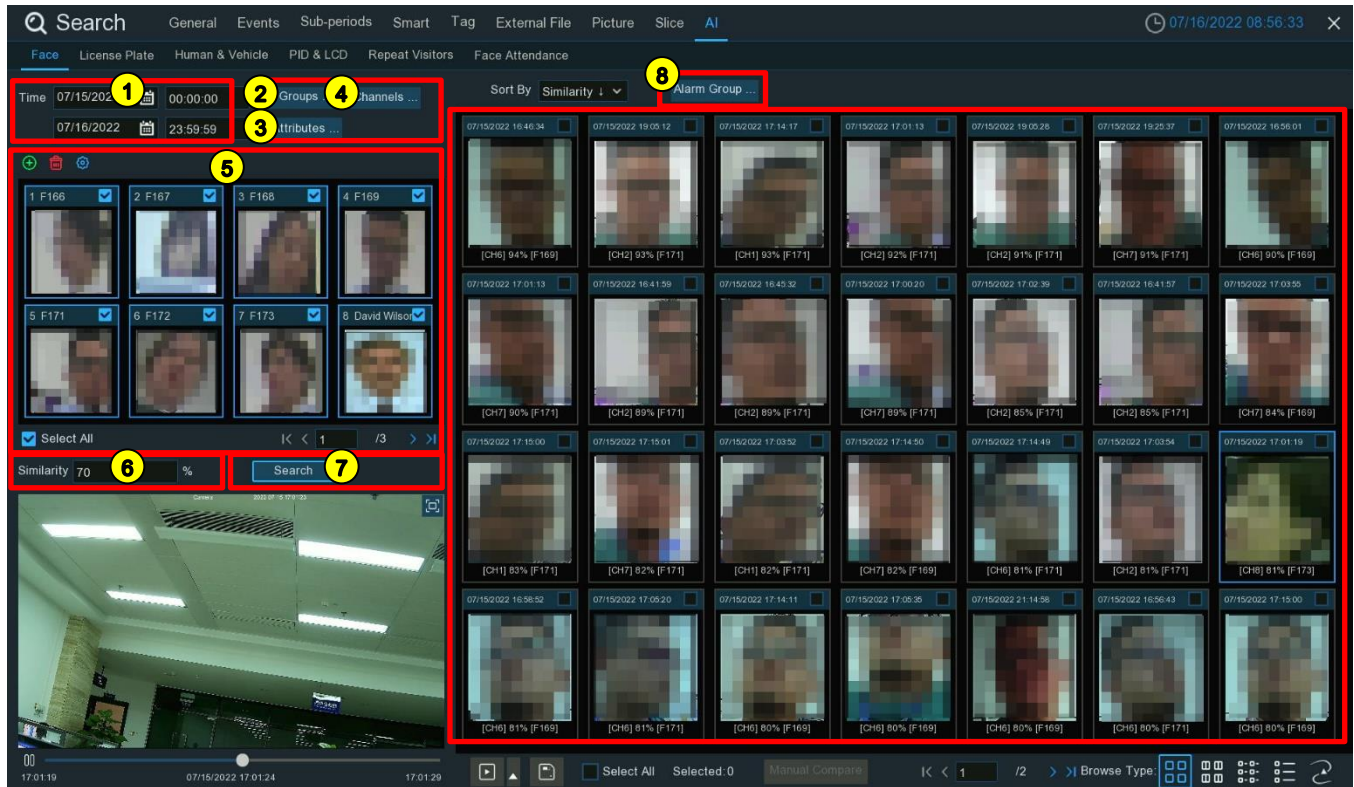 Search General Events Sub-periods Smart Tag External File Picture Slice AI 07/16/2022 08:56:33
Face License Plate Human & Vehicle PID & LCD Repeat Visitors Face Attendance
Time 07/15/202 1 00:00:00 2 Groups 4 Channels ...
07/16/2022 23:59:59 3 Attributes ...
Sort By Similarity ↓ 8 Alarm Group ...
5
1 F166 2 F167 3 F168 4 F169
5 F171 6 F172 7 F173 8 David Wilson
Select All 1 /3
Similarity 70 6 % Search 7
Camera 2022 07 15 17:01:23
17:01:19 07/15/2022 17:01:24 17:01:29
07/15/2022 16:46:34 07/15/2022 19:05:12 07/15/2022 17:14:17 07/15/2022 17:01:13 07/15/2022 19:05:28 07/15/2022 19:25:37 07/15/2022 16:56:01
[CH6] 94% [F169] [CH2] 93% [F171] [CH1] 93% [F171] [CH2] 92% [F171] [CH2] 91% [F171] [CH7] 91% [F171] [CH6] 90% [F169]
07/15/2022 17:01:13 07/15/2022 16:41:59 07/15/2022 16:45:32 07/15/2022 17:00:20 07/15/2022 17:02:39 07/15/2022 16:41:57 07/15/2022 17:03:55
[CH7] 90% [F171] [CH2] 89% [F171] [CH2] 89% [F171] [CH7] 89% [F171] [CH2] 85% [F171] [CH2] 85% [F171] [CH7] 84% [F169]
07/15/2022 17:15:00 07/15/2022 17:15:01 07/15/2022 17:03:52 07/15/2022 17:14:50 07/15/2022 17:14:49 07/15/2022 17:03:54 07/15/2022 17:01:19
[CH1] 83% [F171] [CH7] 82% [F171] [CH1] 82% [F171] [CH7] 82% [F169] [CH6] 81% [F171] [CH2] 81% [F171] [CH8] 81% [F173]
07/15/2022 16:58:52 07/15/2022 17:05:20 07/15/2022 17:14:11 07/15/2022 17:05:35 07/15/2022 21:14:58 07/15/2022 16:56:43 07/15/2022 17:15:00
[CH6] 81% [F169] [CH6] 81% [F171] [CH6] 80% [F169] [CH6] 80% [F169] [CH6] 80% [F169] [CH6] 80% [F171] [CH6] 80% [F169]
Select All Selected:0 Manual Compare 1 /2 Browse Type: